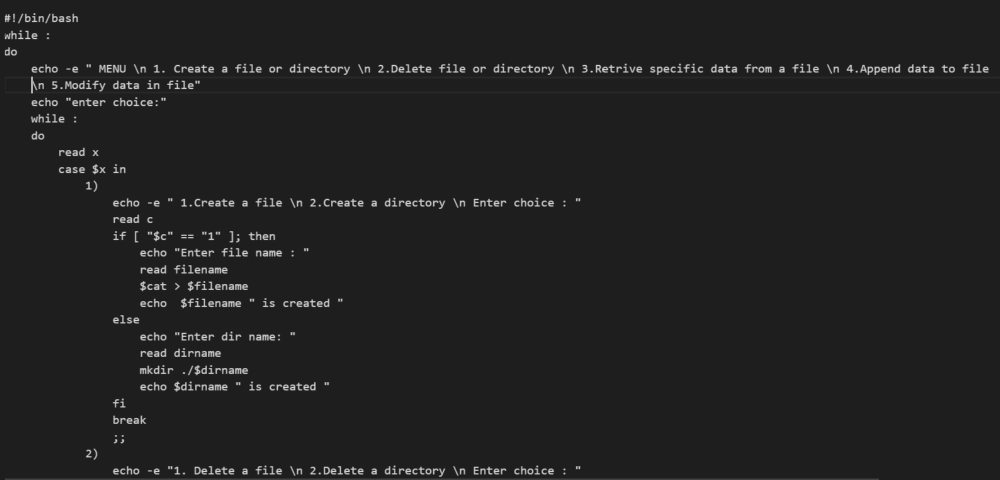 #!/bin/bash
while :
do
    echo -e " MENU \n 1. Create a file or directory \n 2.Delete file or directory \n 3.Retrive specific data from a file \n 4.Append data to file
    \n 5.Modify data in file"
    echo "enter choice:"
    while :
    do
        read x
        case $x in
            1)
                echo -e " 1.Create a file \n 2.Create a directory \n Enter choice : "
                read c
                if [ "$c" == "1" ]; then
                    echo "Enter file name : "
                    read filename
                    $cat > $filename
                    echo  $filename " is created "
                else
                    echo "Enter dir name: "
                    read dirname
                    mkdir ./$dirname
                    echo $dirname " is created "
                fi
                break
                ;;
            2)
                echo -e "1. Delete a file \n 2.Delete a directory \n Enter choice : "